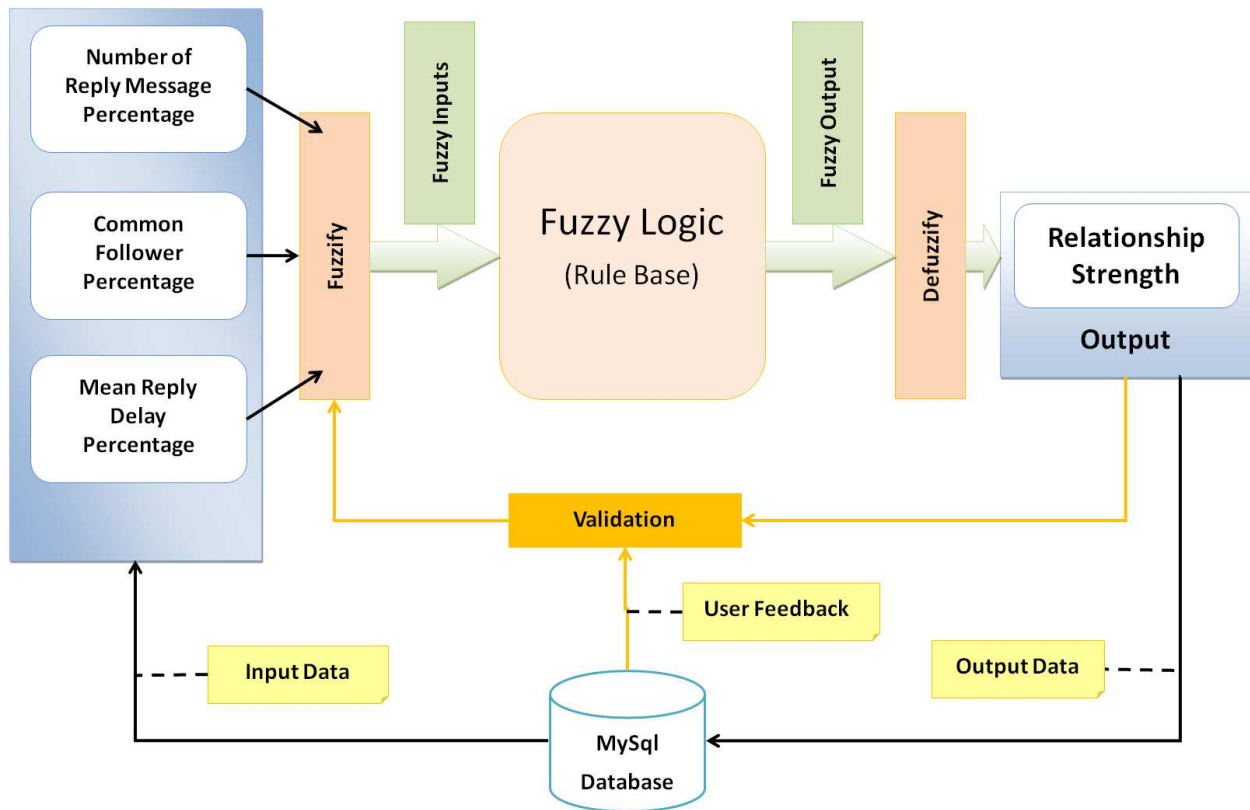 Number of
Reply Message
Percentage
Common
Follower
Percentage
Mean Reply
Delay
Percentage
Fuzzify
Fuzzy Inputs
Fuzzy Logic
(Rule Base)
Fuzzy Output
Defuzzify
Relationship
Strength
Output
Validation
User Feedback
Input Data
Output Data
MySql
Database